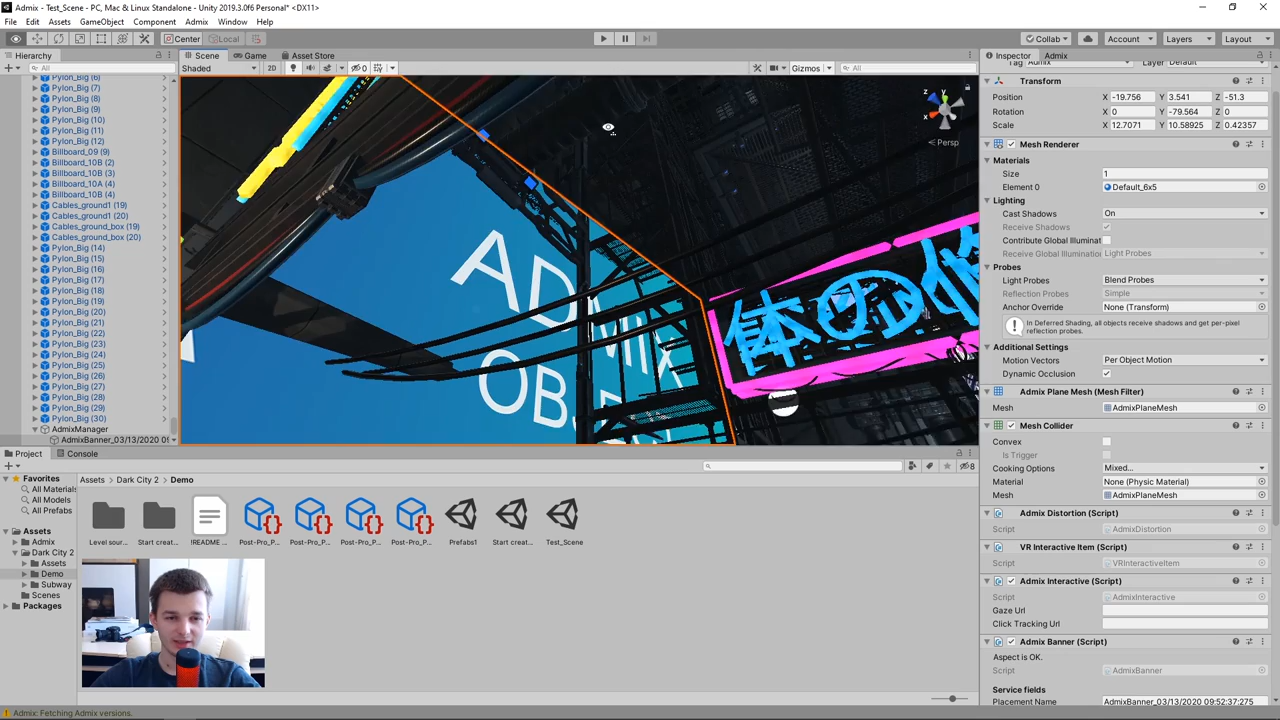 Admix - Test_Scene - PC, Mac & Linux Standalone - Unity 2019.3.0f6 Personal* <DX11>
File Edit Assets GameObject Component Admix Window Help
Center Local Collab Account Layers Layout
Hierarchy Scene Game Asset Store Inspector Admix
All Shaded 2D 0 Gizmos All Tag Layer Default
Pylon_Big (6)
Pylon_Big (7)
Pylon_Big (8)
Pylon_Big (9)
Pylon_Big (10)
Pylon_Big (11)
Pylon_Big (12)
Billboard_09 (9)
Billboard_10B (2)
Billboard_10B (3)
Billboard_10A (4)
Billboard_10B (4)
Cables_ground1 (19)
Cables_ground1 (20)
Cables_ground_box (19)
Cables_ground_box (20)
Pylon_Big (14)
Pylon_Big (15)
Pylon_Big (16)
Pylon_Big (17)
Pylon_Big (18)
Pylon_Big (19)
Pylon_Big (20)
Pylon_Big (21)
Pylon_Big (22)
Pylon_Big (23)
Pylon_Big (24)
Pylon_Big (25)
Pylon_Big (26)
Pylon_Big (27)
Pylon_Big (28)
Pylon_Big (29)
Pylon_Big (30)
AdmixManager
AdmixBanner_03/13/2020 09
y
z
x
Persp
ADMIX
OB
体
Transform
Position X -19.756 Y 3.541 Z -51.3
Rotation X 0 Y -79.564 Z 0
Scale X 12.7071 Y 10.58925 Z 0.42357
Mesh Renderer
Materials
Size 1
Element 0 Default_6x5
Lighting
Cast Shadows On
Receive Shadows
Contribute Global Illuminat
Receive Global Illumination Light Probes
Probes
Light Probes Blend Probes
Reflection Probes Simple
Anchor Override None (Transform)
In Deferred Shading, all objects receive shadows and get per-pixel
reflection probes.
Additional Settings
Motion Vectors Per Object Motion
Dynamic Occlusion
Admix Plane Mesh (Mesh Filter)
Mesh AdmixPlaneMesh
Mesh Collider
Convex
Is Trigger
Cooking Options Mixed...
Material None (Physic Material)
Mesh AdmixPlaneMesh
Admix Distortion (Script)
Script AdmixDistortion
VR Interactive Item (Script)
Script VRInteractiveItem
Admix Interactive (Script)
Script AdmixInteractive
Gaze Url
Click Tracking Url
Admix Banner (Script)
Aspect is OK.
Script AdmixBanner
Service fields
Placement Name AdmixBanner_03/13/2020 09:52:37:275
Project Console
8
Favorites
All Materials
All Models
All Prefabs
Assets
Admix
Dark City 2
Assets
Demo
Subway
Scenes
Packages
Assets Dark City 2 Demo
Level sour... Start creat... !README ... Post-Pro_P... Post-Pro_P... Post-Pro_P... Post-Pro_P... Prefabs1 Start creat... Test_Scene
Admix: Fetching Admix versions.